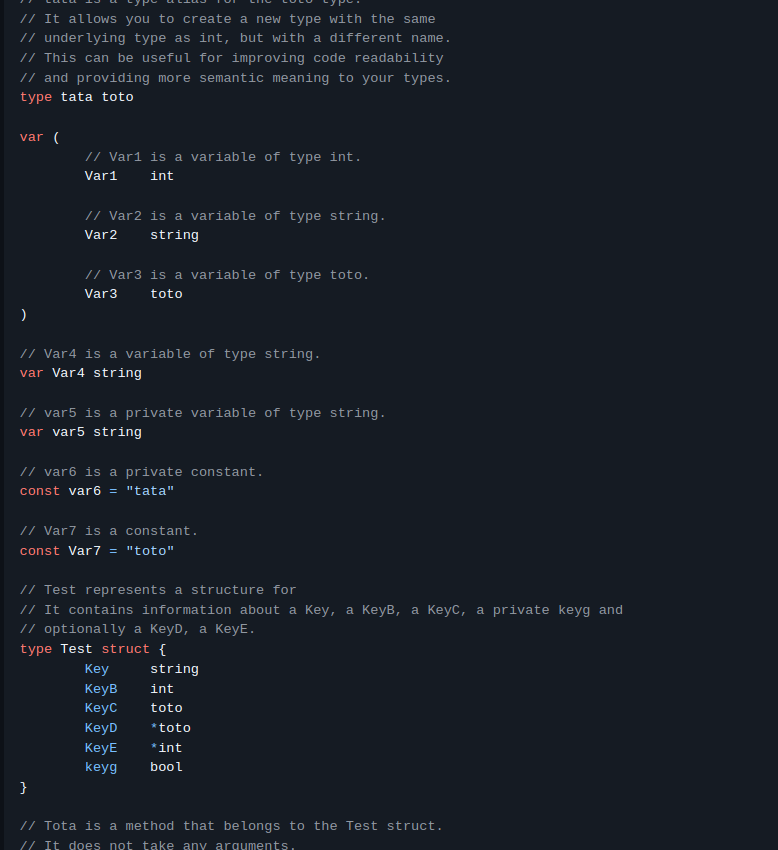 // tata is a type alias for the toto type.
// It allows you to create a new type with the same
// underlying type as int, but with a different name.
// This can be useful for improving code readability
// and providing more semantic meaning to your types.
type tata toto

var (
        // Var1 is a variable of type int.
        Var1    int

        // Var2 is a variable of type string.
        Var2    string

        // Var3 is a variable of type toto.
        Var3    toto
)

// Var4 is a variable of type string.
var Var4 string

// var5 is a private variable of type string.
var var5 string

// var6 is a private constant.
const var6 = "tata"

// Var7 is a constant.
const Var7 = "toto"

// Test represents a structure for
// It contains information about a Key, a KeyB, a KeyC, a private keyg and
// optionally a KeyD, a KeyE.
type Test struct {
        Key     string
        KeyB    int
        KeyC    toto
        KeyD    *toto
        KeyE    *int
        keyg    bool
}

// Tota is a method that belongs to the Test struct.
// It does not take any arguments.